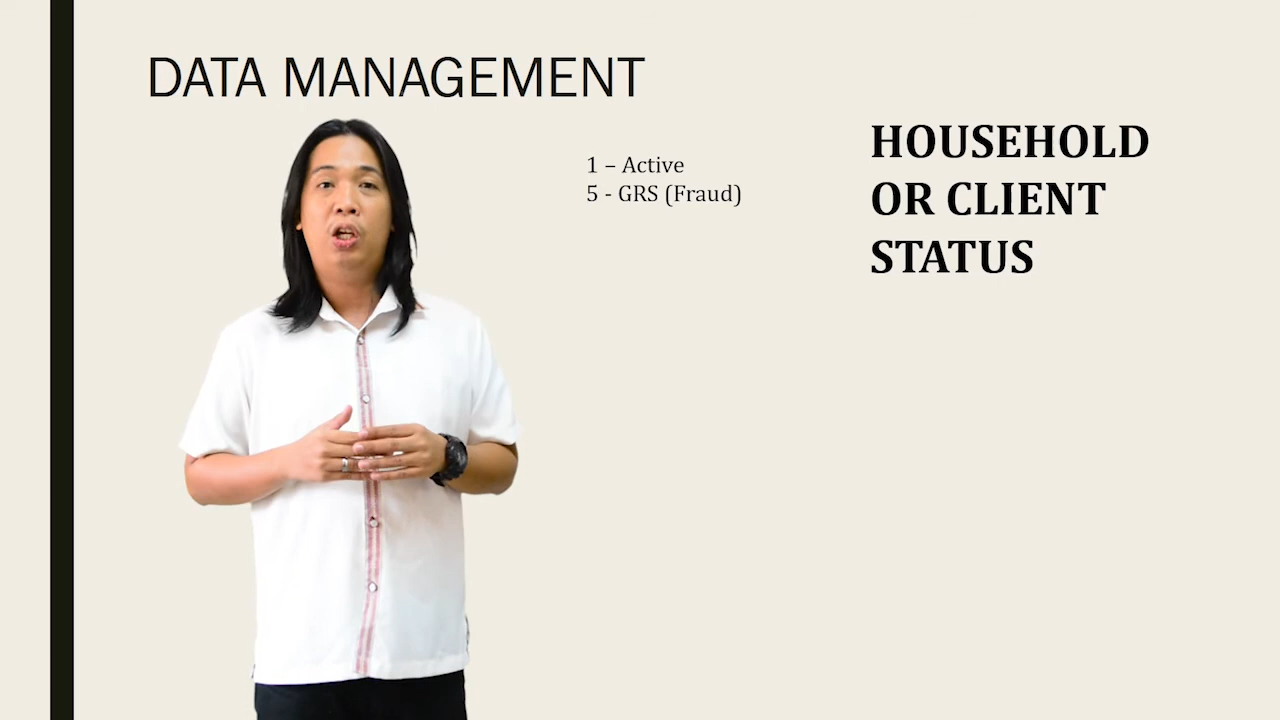 DATA MANAGEMENT
1 – Active
5 - GRS (Fraud)
HOUSEHOLD
OR CLIENT
STATUS